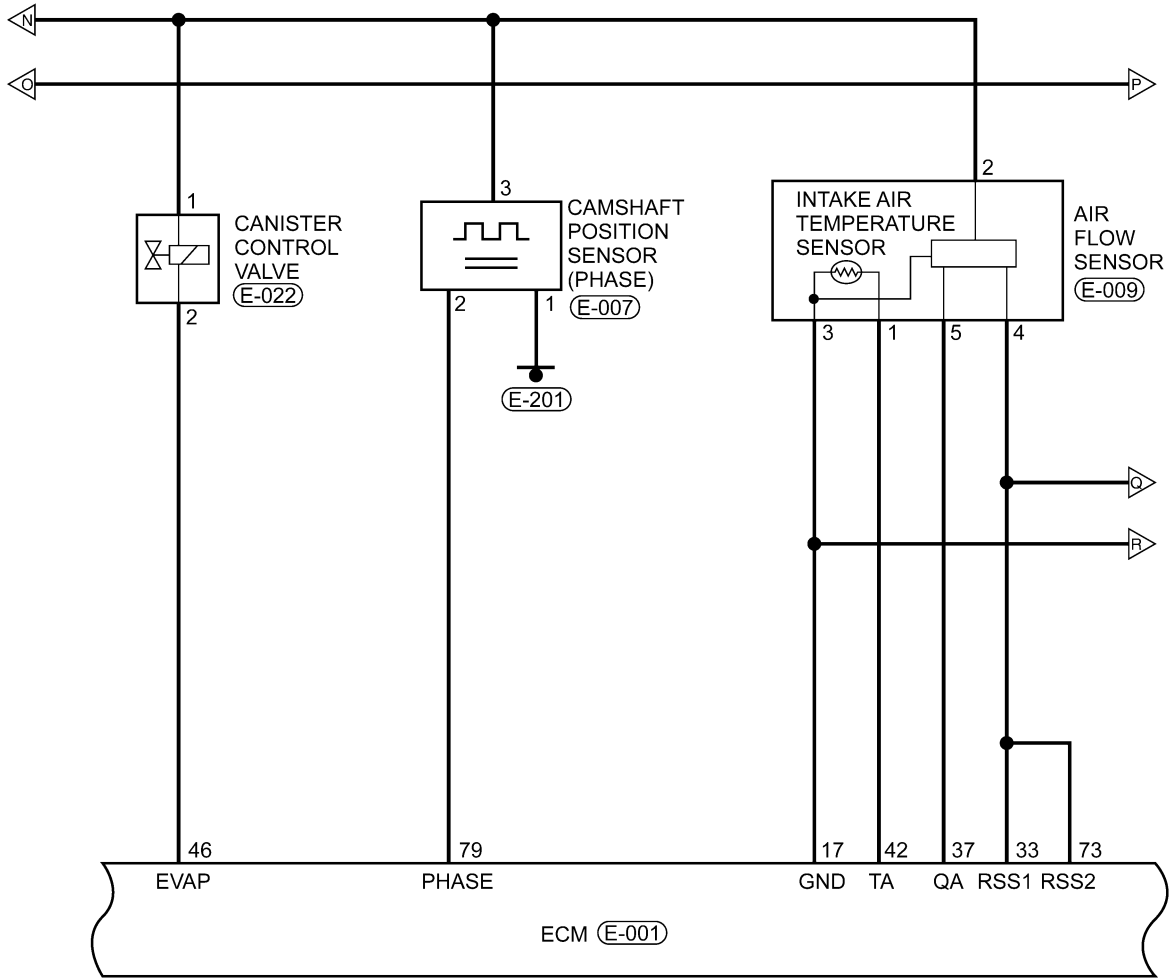 N
O
P
1
CANISTER
CONTROL
VALVE
E-022
2
3
CAMSHAFT
POSITION
SENSOR
(PHASE)
E-007
2
1
E-201
2
INTAKE AIR
TEMPERATURE
SENSOR
AIR
FLOW
SENSOR
E-009
3
1
5
4
Q
R
46
79
17
42
37
33
73
EVAP
PHASE
GND
TA
QA
RSS1
RSS2
ECM E-001